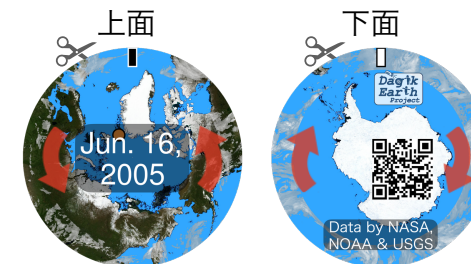 上面
下面
Jun. 16,
2005
Dagik
Earth
Project
Data by NASA,
NOAA & USGS